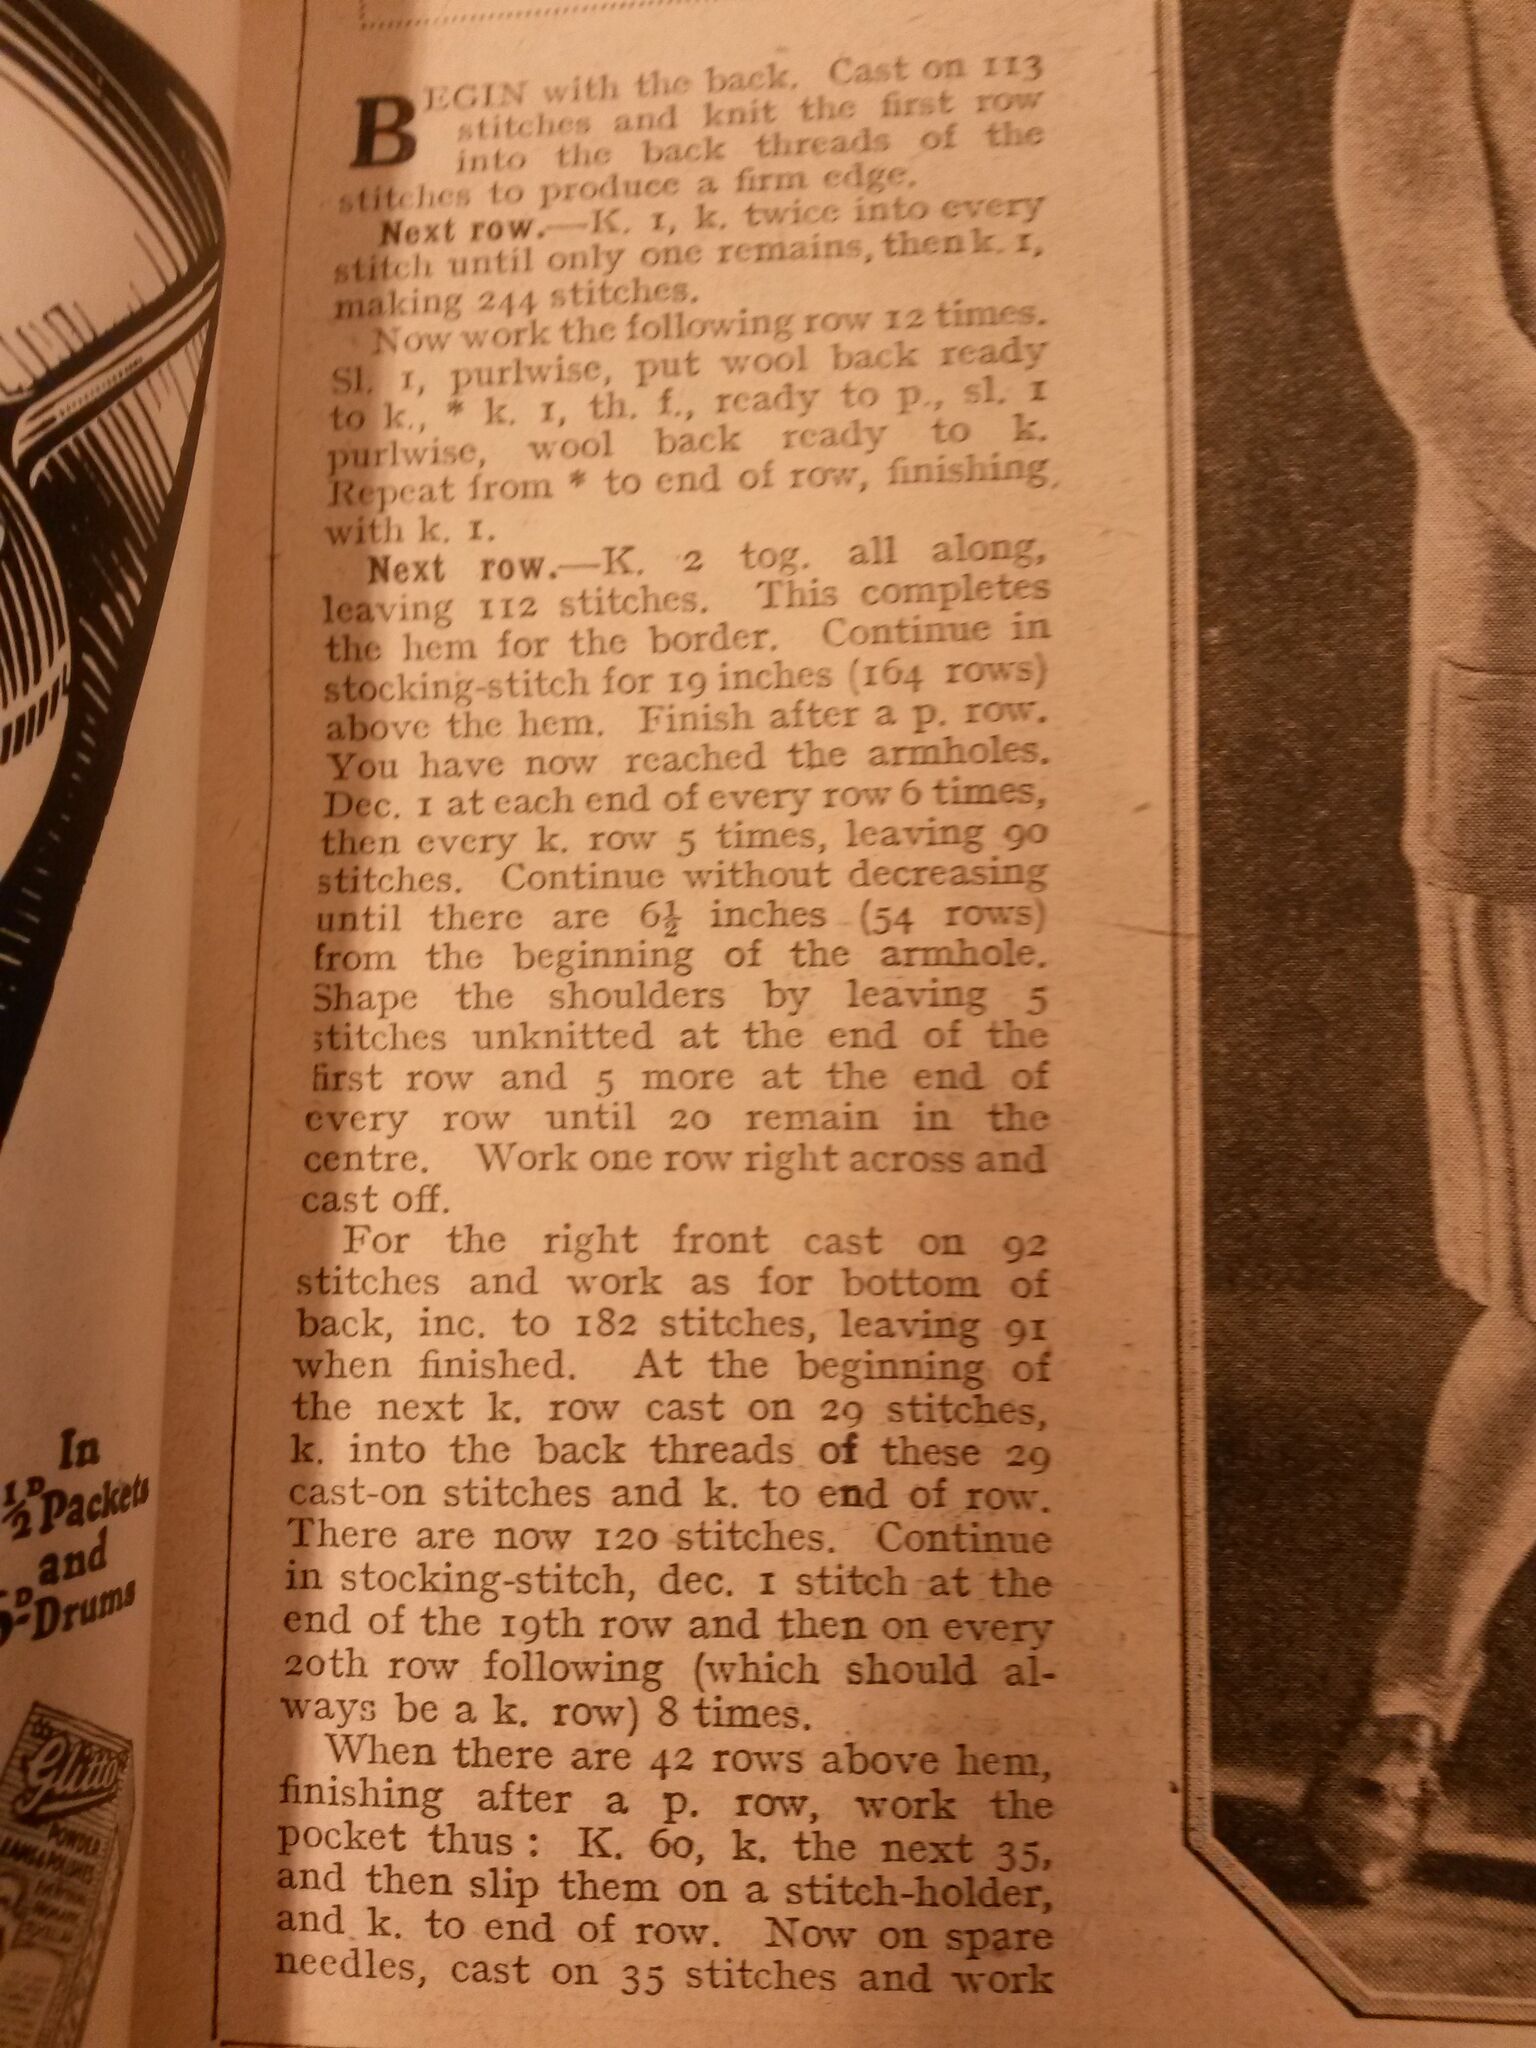 BEGIN with the back. Cast on 113
stitches and knit the first row
into the back threads of the
stitches to produce a firm edge.
Next row.—K. 1, k. twice into every
stitch until only one remains, then k. 1,
making 244 stitches.
Now work the following row 12 times.
Sl. 1, purlwise, put wool back ready
to k., * k. 1, th. f., ready to p., sl. 1
purlwise, wool back ready to k.
Repeat from * to end of row, finishing
with k. 1.
Next row.—K. 2 tog. all along,
leaving 112 stitches. This completes
the hem for the border. Continue in
stocking-stitch for 19 inches (164 rows)
above the hem. Finish after a p. row.
You have now reached the armholes.
Dec. 1 at each end of every row 6 times,
then every k. row 5 times, leaving 90
stitches. Continue without decreasing
until there are 6½ inches (54 rows)
from the beginning of the armhole.
Shape the shoulders by leaving 5
stitches unknitted at the end of the
first row and 5 more at the end of
every row until 20 remain in the
centre. Work one row right across and
cast off.
For the right front cast on 92
stitches and work as for bottom of
back, inc. to 182 stitches, leaving 91
when finished. At the beginning of
the next k. row cast on 29 stitches,
k. into the back threads of these 29
cast-on stitches and k. to end of row.
There are now 120 stitches. Continue
in stocking-stitch, dec. 1 stitch at the
end of the 19th row and then on every
20th row following (which should al-
ways be a k. row) 8 times.
When there are 42 rows above hem,
finishing after a p. row, work the
pocket thus : K. 60, k. the next 35,
and then slip them on a stitch-holder,
and k. to end of row. Now on spare
needles, cast on 35 stitches and work
In
½D Packets
and
D-Drums
Glitto
POWDER